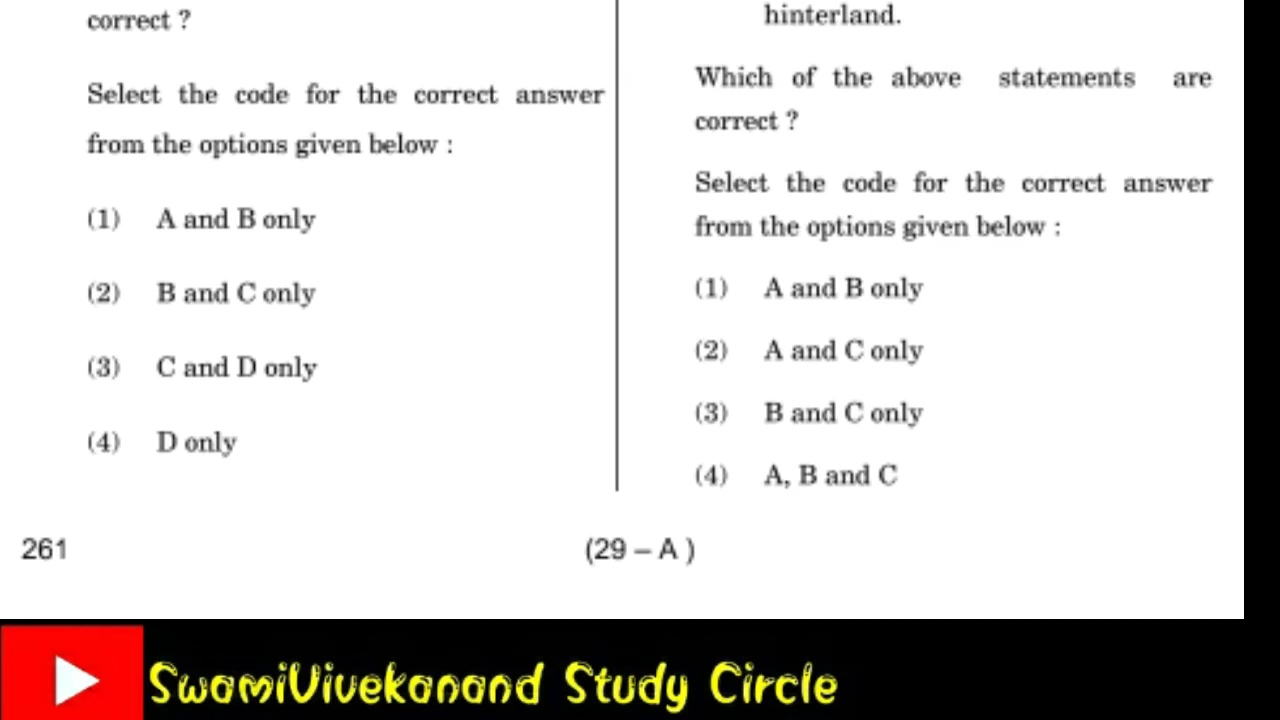 correct ?
Select the code for the correct answer
from the options given below :
(1) A and B only
(2) B and C only
(3) C and D only
(4) D only
hinterland.
Which of the above statements are
correct ?
Select the code for the correct answer
from the options given below :
(1) A and B only
(2) A and C only
(3) B and C only
(4) A, B and C
261
(29 – A )
SwamiVivekanand Study Circle